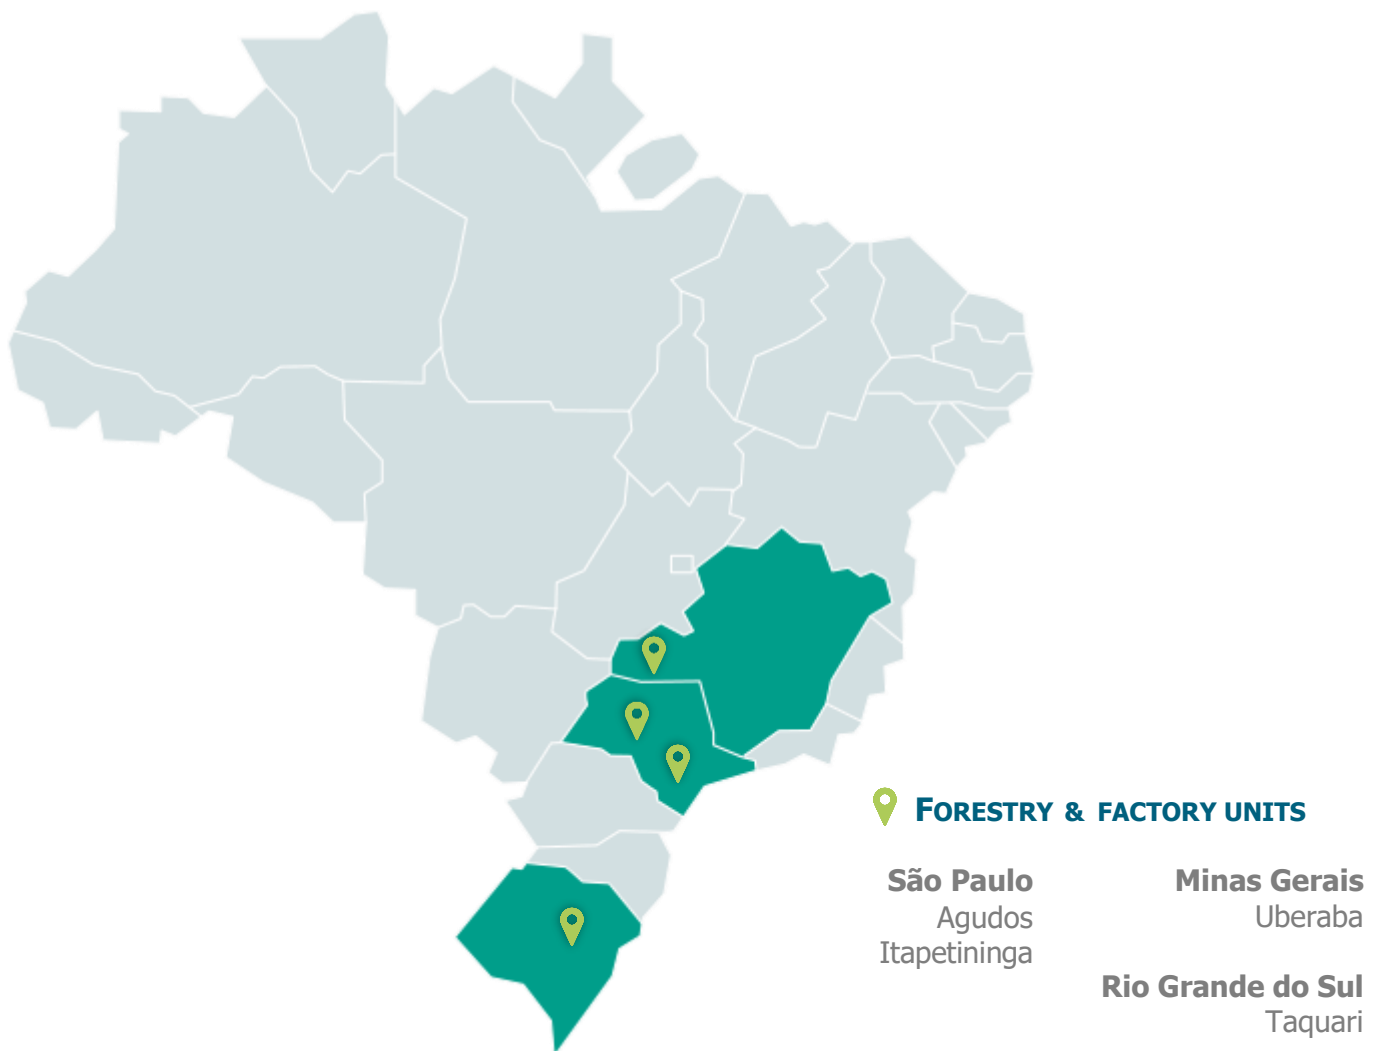 FORESTRY & FACTORY UNITS
São Paulo
Agudos
Itapetininga
Minas Gerais
Uberaba
Rio Grande do Sul
Taquari